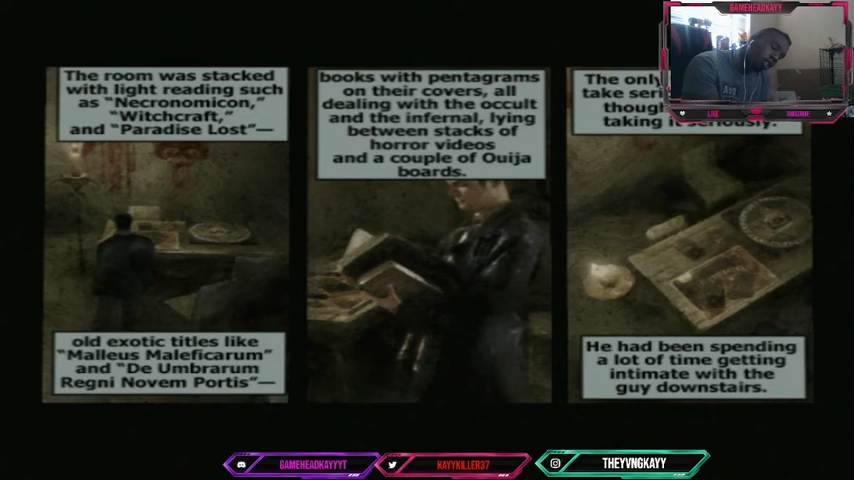 The room was stacked
with light reading such
as "Necronomicon,"
"Witchcraft,"
and "Paradise Lost"—
old exotic titles like
"Malleus Maleficarum"
and "De Umbrarum
Regni Novem Portis"—
books with pentagrams
on their covers, all
dealing with the occult
and the infernal, lying
between stacks of
horror videos
and a couple of Ouija
boards.
The only
take
though
taking it seriously.
He had been spending
a lot of time getting
intimate with the
guy downstairs.
GAMEHEADKAYY
LIKE
GAMEHEADKAYYT
KAYYKILLER37
THEYVNGKAYY